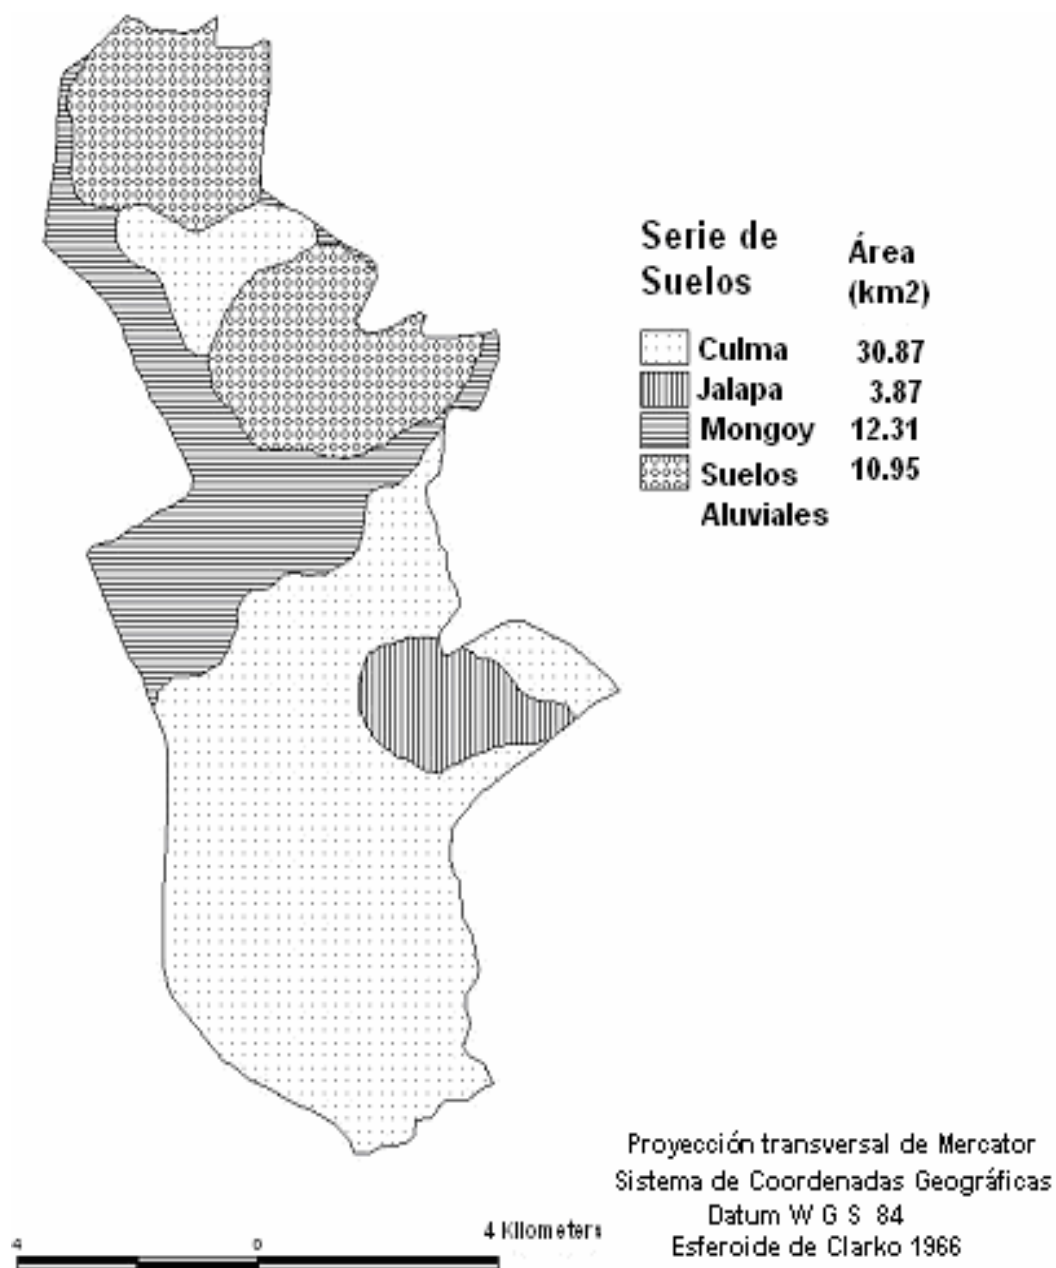 Serie de
Suelos
Área
(km2)
Culma 30.87
Jalapa 3.87
Mongoy 12.31
Suelos 10.95
Aluviales
Proyección transversal de Mercator
Sistema de Coordenadas Geográficas
Datum W G S 84
Esferoide de Clarko 1966
4 0 4 Kilometers